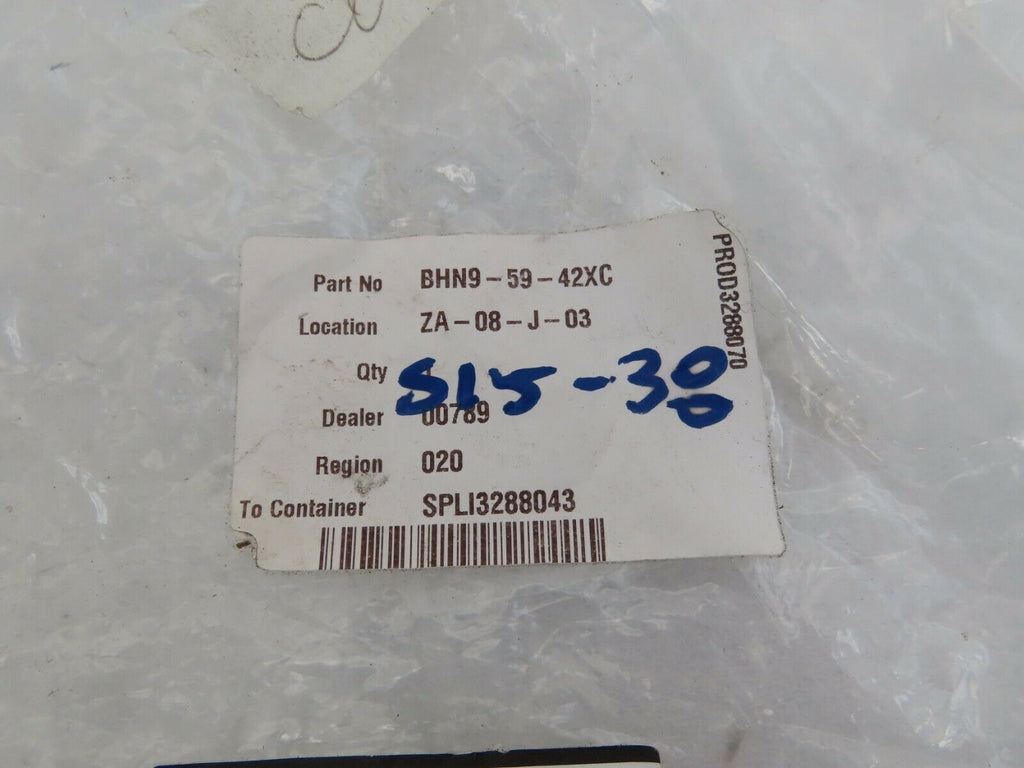 Part No BHN9-59-42XC
Location ZA-08-J-03
Qty
S15-30
Dealer 00789
Region 020
To Container SPLI3288043
PROD3288070